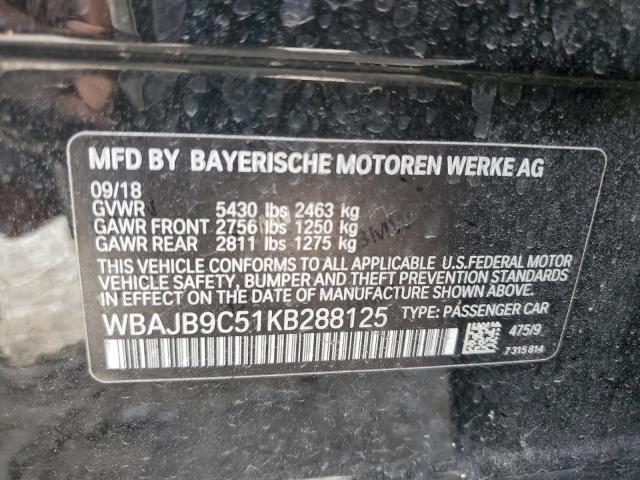 MFD BY BAYERISCHE MOTOREN WERKE AG
09/18
GVWR 5430 lbs 2463 kg
GAWR FRONT 2756 lbs 1250 kg
GAWR REAR 2811 lbs 1275 kg
THIS VEHICLE CONFORMS TO ALL APPLICABLE U.S.FEDERAL MOTOR
VEHICLE SAFETY, BUMPER, AND THEFT PREVENTION STANDARDS
IN EFFECT ON THE DATE OF MANUFACTURE SHOWN ABOVE.
WBAJB9C51KB288125 TYPE: PASSENGER CAR
475/9
7 315 814